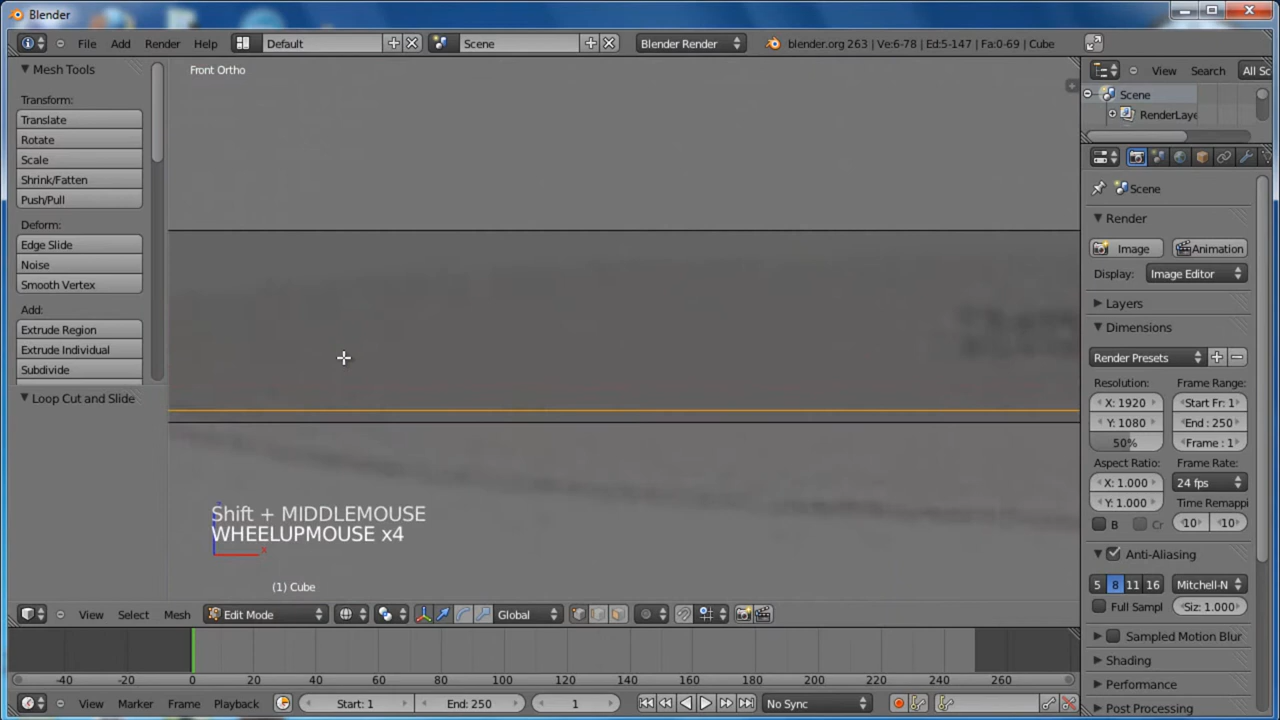 Blender
File Add Render Help Default Scene Blender Render blender.org 263 | Ve:6-78 | Ed:5-147 | Fa:0-69 | Cube
Mesh Tools
Transform:
Translate
Rotate
Scale
Shrink/Fatten
Push/Pull
Deform:
Edge Slide
Noise
Smooth Vertex
Add:
Extrude Region
Extrude Individual
Subdivide
Loop Cut and Slide
Front Ortho
Shift + MIDDLEMOUSE
WHEELUPMOUSE x4
x
(1) Cube
View Select Mesh Edit Mode Global
-40 -20 0 20 40 60 80 100 120 140 160 180 200 220 240 260
View Marker Frame Playback Start: 1 End: 250 1 No Sync
View Search All Sc
Scene
RenderLaye
Scene
Render
Image Animation
Display: Image Editor
Layers
Dimensions
Render Presets
Resolution: Frame Range:
X: 1920 Start Fr: 1
Y: 1080 End : 250
50% Frame : 1
Aspect Ratio: Frame Rate:
X: 1.000 24 fps
Y: 1.000 Time Remappi
B Cr 10 10
Anti-Aliasing
5 8 11 16 Mitchell-N
Full Sampl Siz: 1.000
Sampled Motion Blur
Shading
Performance
Post Processing